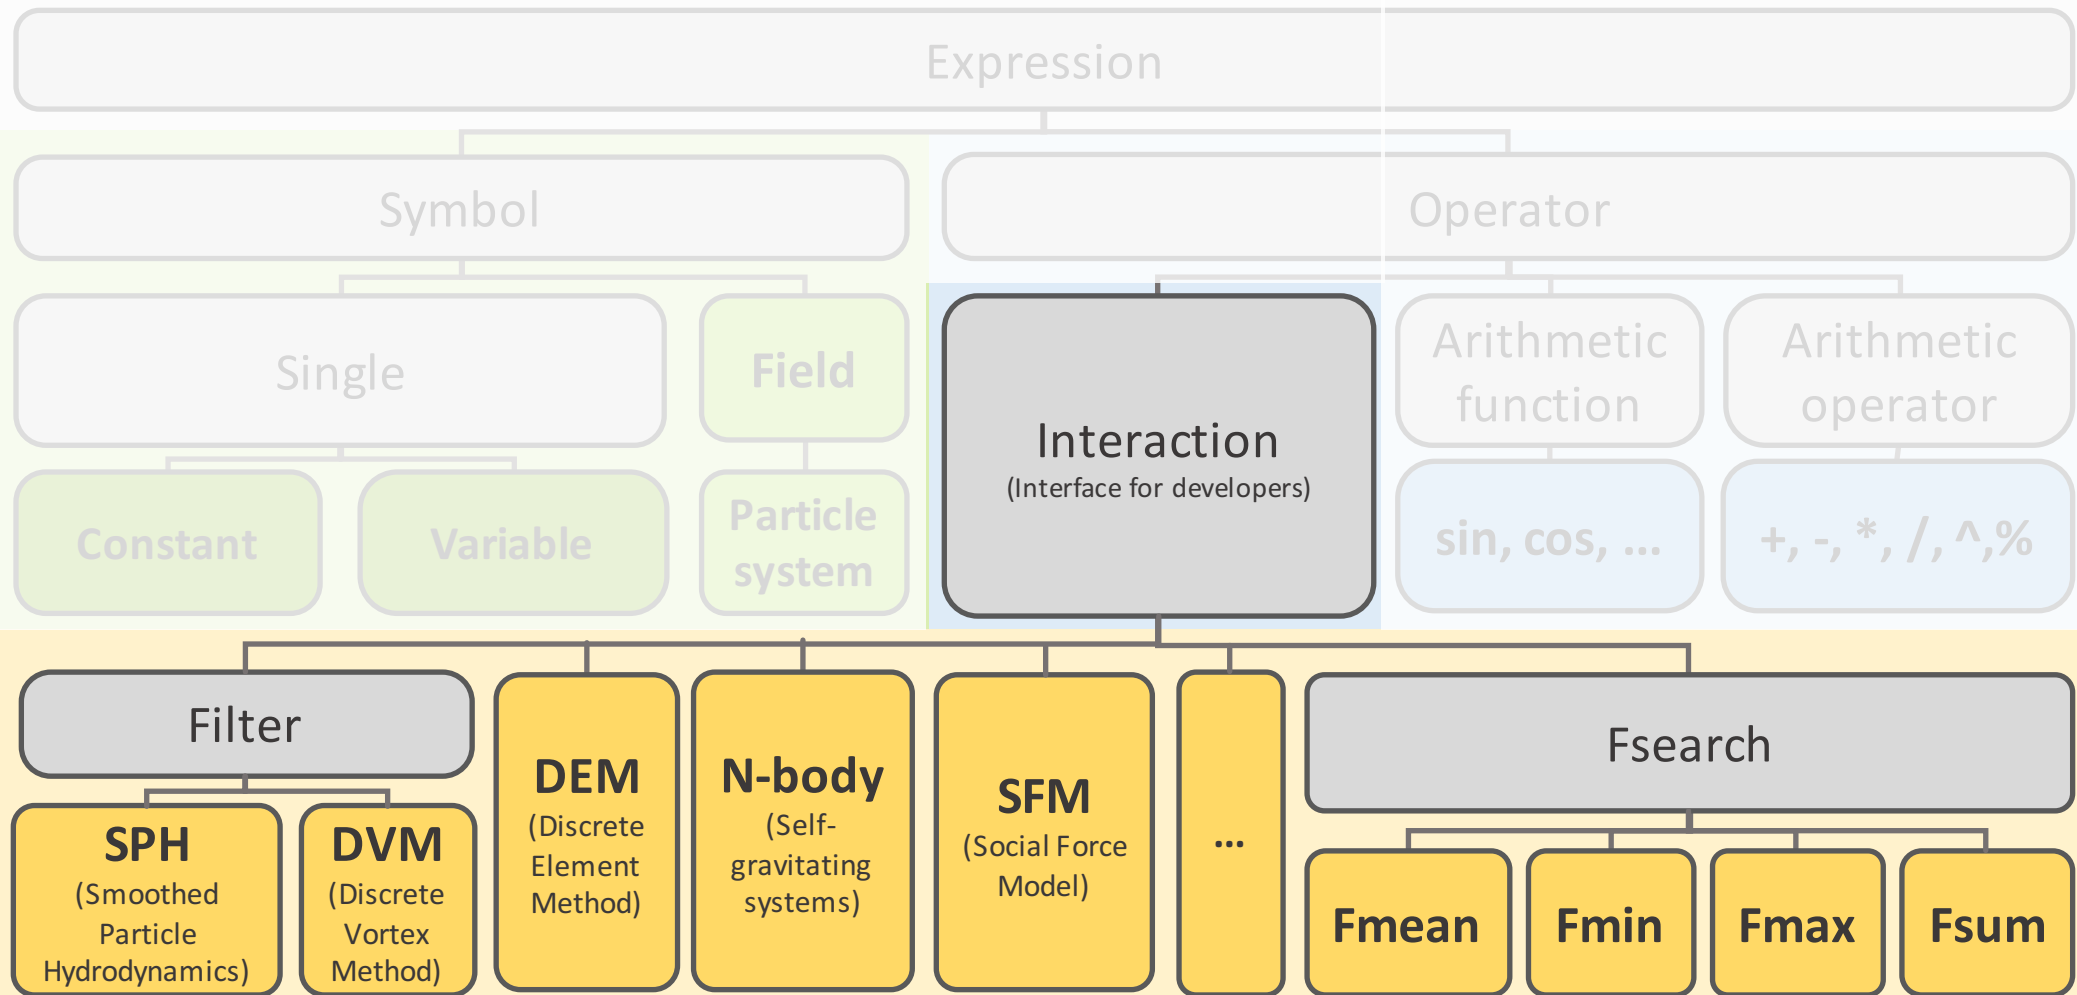 Expression
Symbol
Operator
Single
Field
Interaction
(Interface for developers)
Arithmetic
function
Arithmetic
operator
Constant
Variable
Particle
system
sin, cos, ...
+, -, *, /, ^,%
Filter
DEM
(Discrete
Element
Method)
N-body
(Self-
gravitating
systems)
SFM
(Social Force
Model)
...
Fsearch
SPH
(Smoothed
Particle
Hydrodynamics)
DVM
(Discrete
Vortex
Method)
Fmean
Fmin
Fmax
Fsum